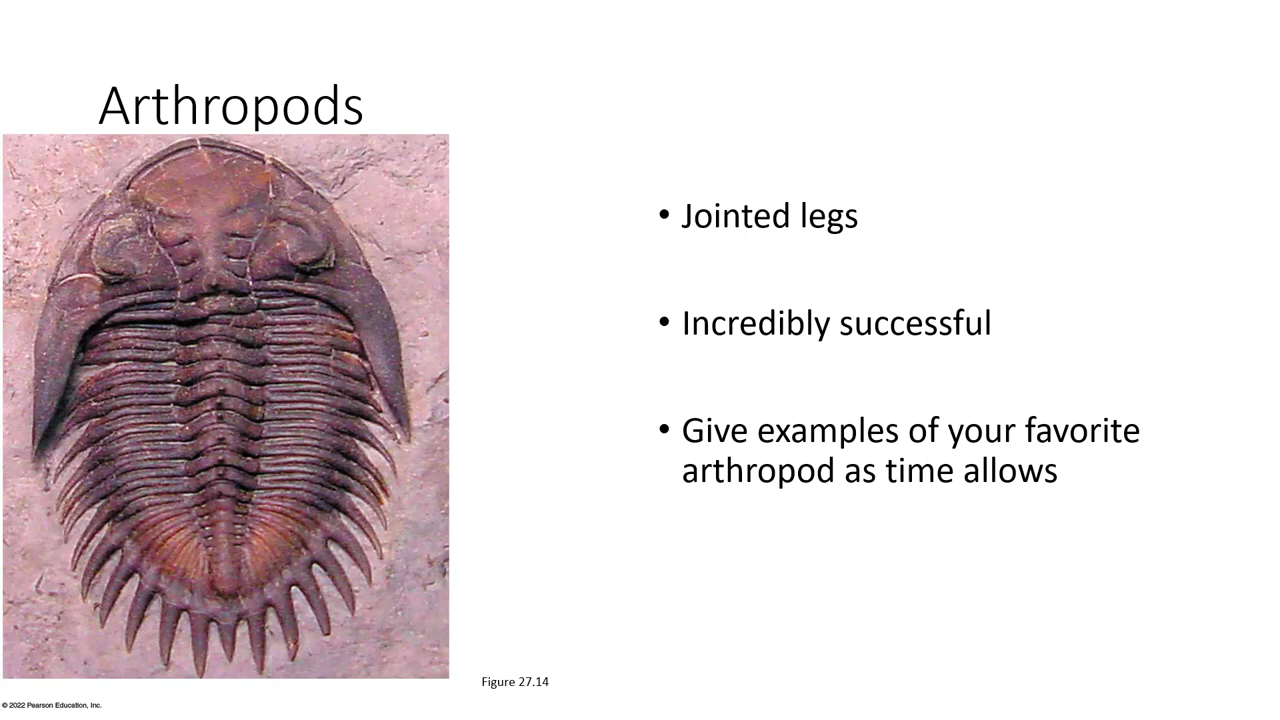 Arthropods
• Jointed legs
• Incredibly successful
• Give examples of your favorite
arthropod as time allows
Figure 27.14
© 2022 Pearson Education, Inc.